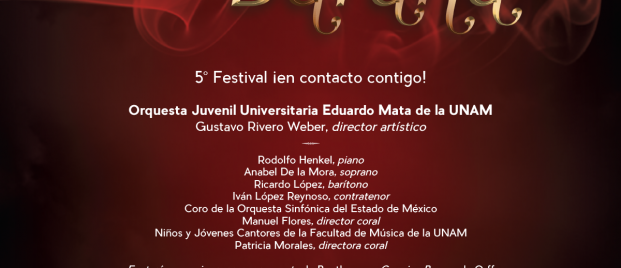 5° Festival ¡en contacto contigo!
Orquesta Juvenil Universitaria Eduardo Mata de la UNAM
Gustavo Rivero Weber, director artístico
Rodolfo Henkel, piano
Anabel De la Mora, soprano
Ricardo López, barítono
Iván López Reynoso, contratenor
Coro de la Orquesta Sinfónica del Estado de México
Manuel Flores, director coral
Niños y Jóvenes Cantores de la Facultad de Música de la UNAM
Patricia Morales, directora coral